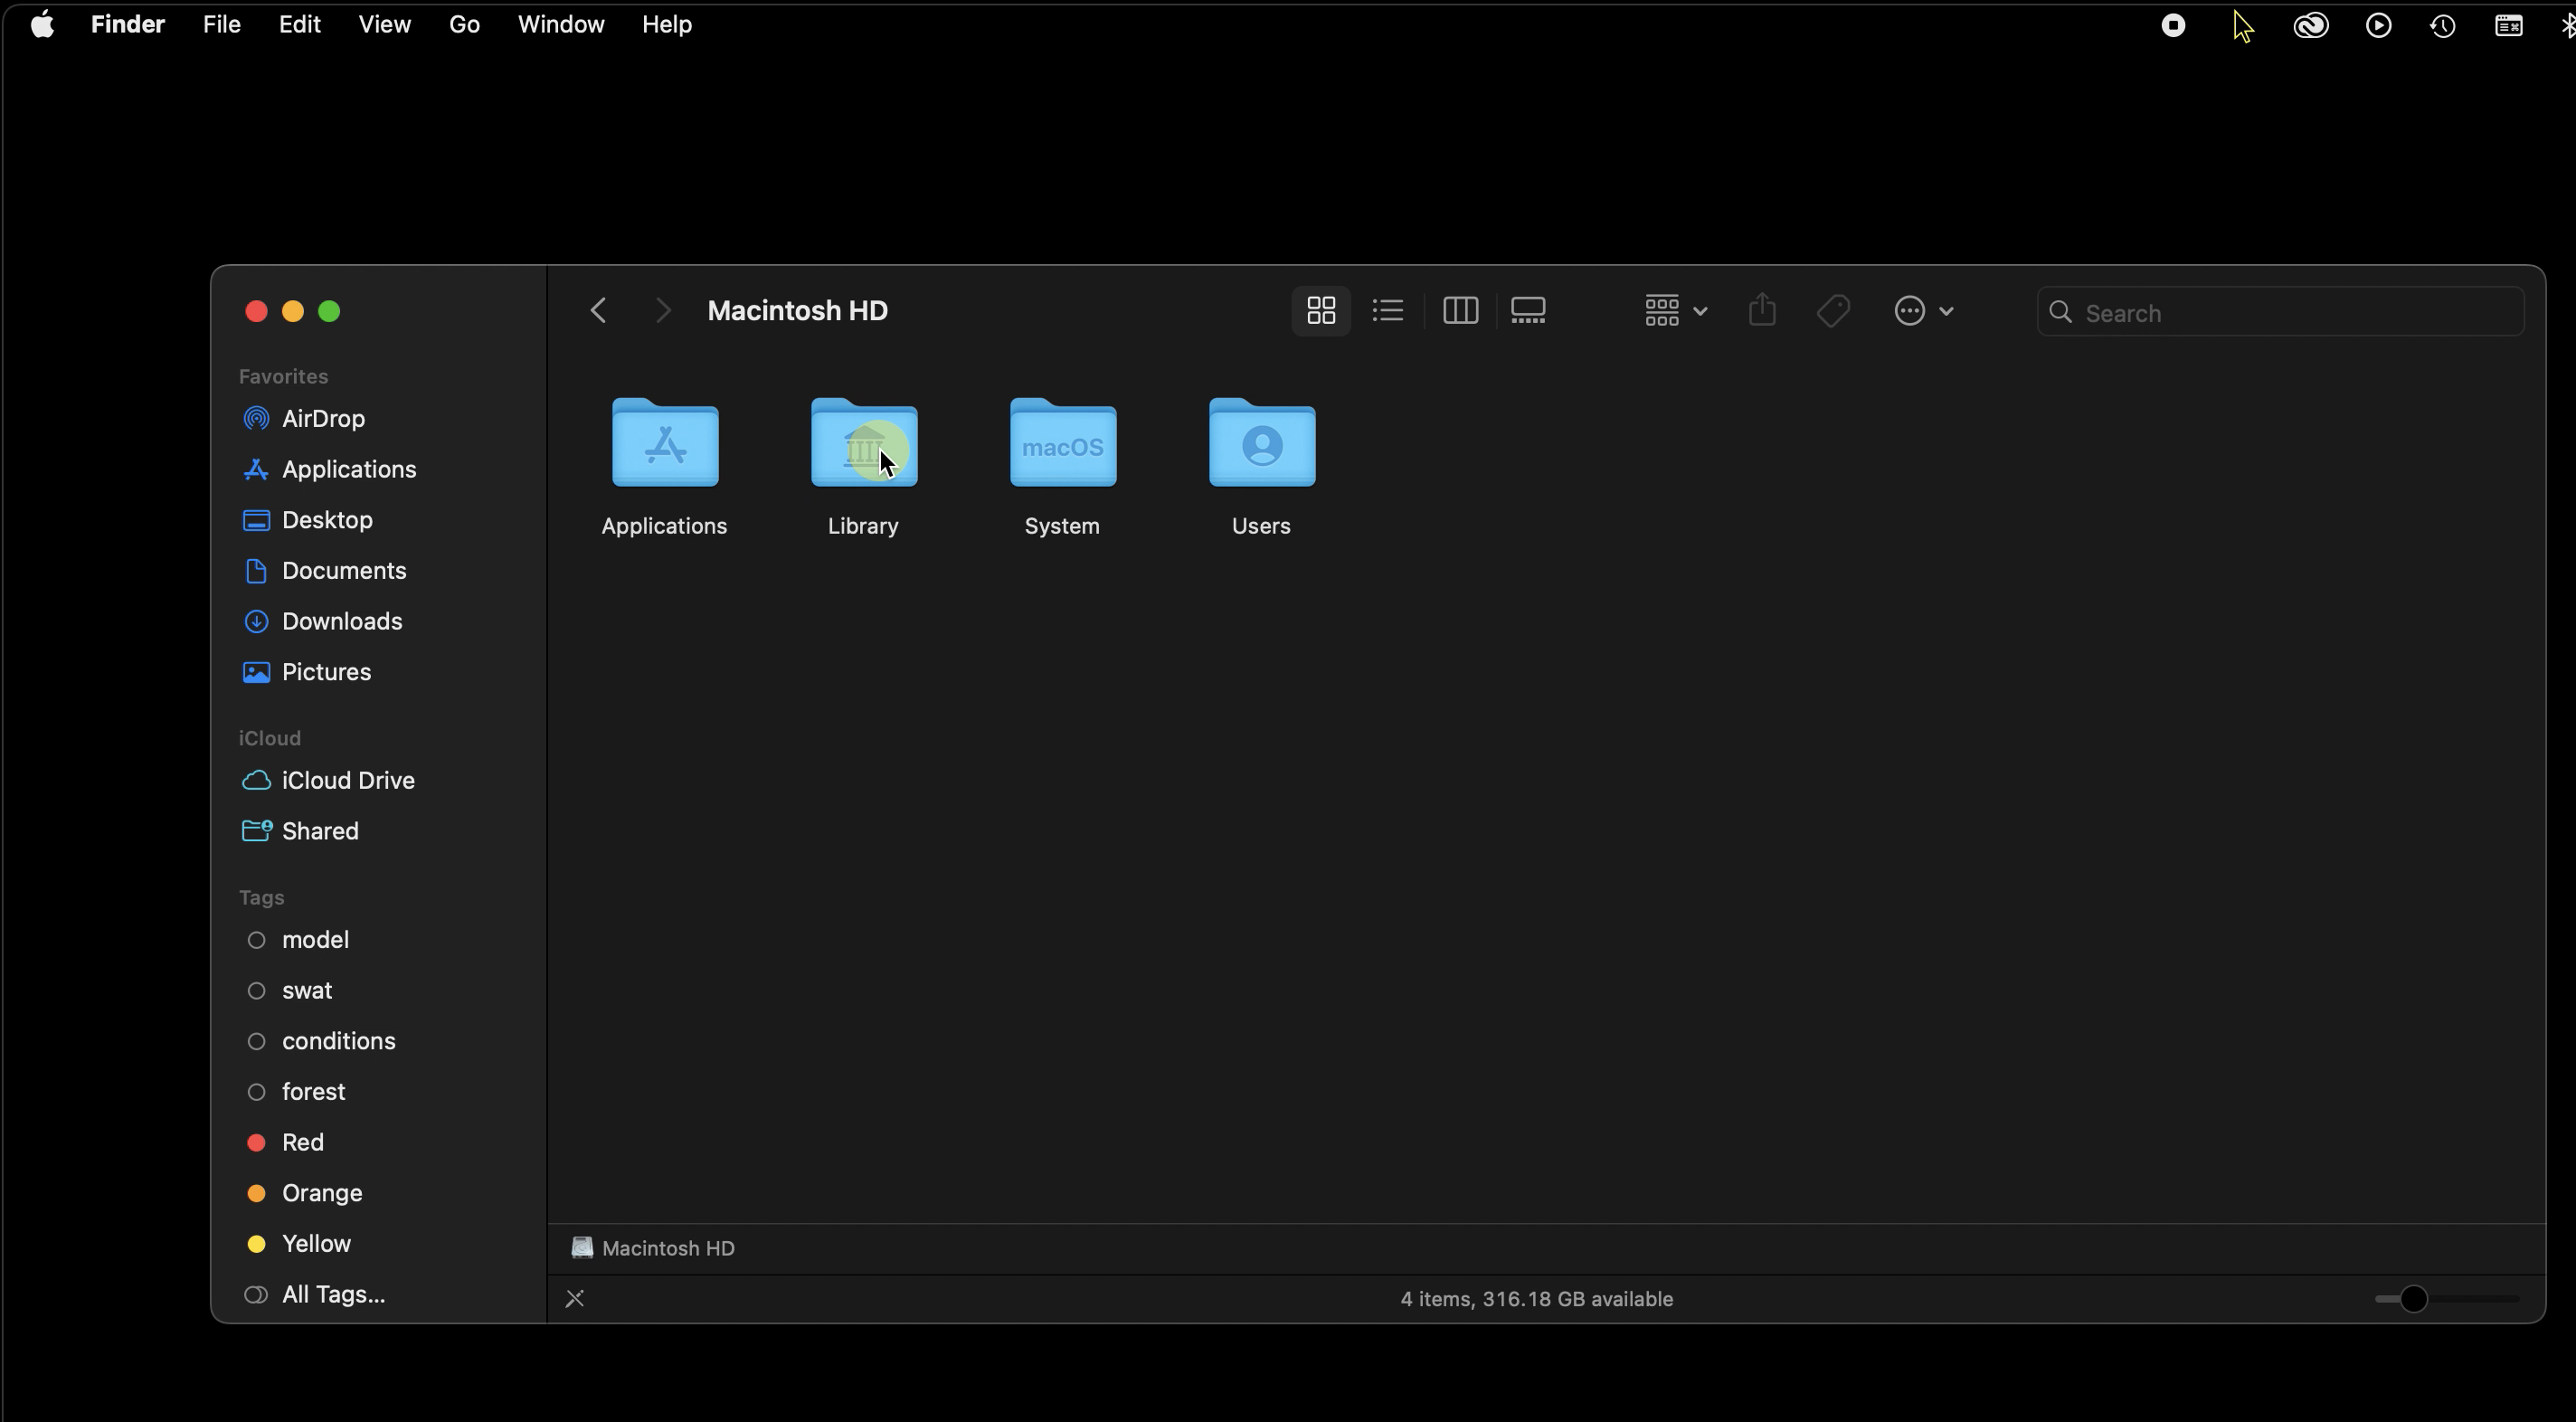 Finder File Edit View Go Window Help
Macintosh HD
Search
Favorites
AirDrop
Applications
Desktop
Documents
Downloads
Pictures
iCloud
iCloud Drive
Shared
Tags
model
swat
conditions
forest
Red
Orange
Yellow
All Tags...
macOS
Applications Library System Users
Macintosh HD
4 items, 316.18 GB available